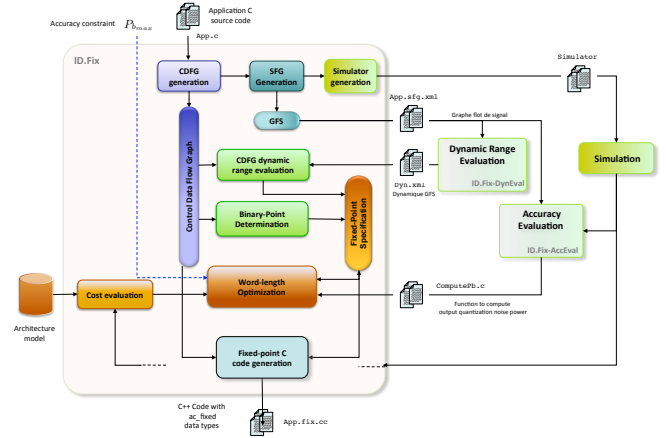 Application C
source code
Accuracy constraint Pbmax
App.c
ID.Fix
Simulator
CDFG
generation
SFG
Generation
Simulator
generation
App.sfg.xml
GFS
Graphe flot de signal
Control Data Flow Graph
CDFG dynamic
range evaluation
Dyn.xml
Dynamique GFS
Dynamic Range
Evaluation
ID.Fix-DynEval
Simulation
Binary-Point
Determination
Fixed-Point
Specification
Accuracy
Evaluation
ID.Fix-AccEval
Architecture
model
Cost evaluation
Word-length
Optimization
ComputePb.c
Function to compute
output quantization noise power
Fixed-point C
code generation
C++ Code with
ac_fixed
data types
App.fix.cc